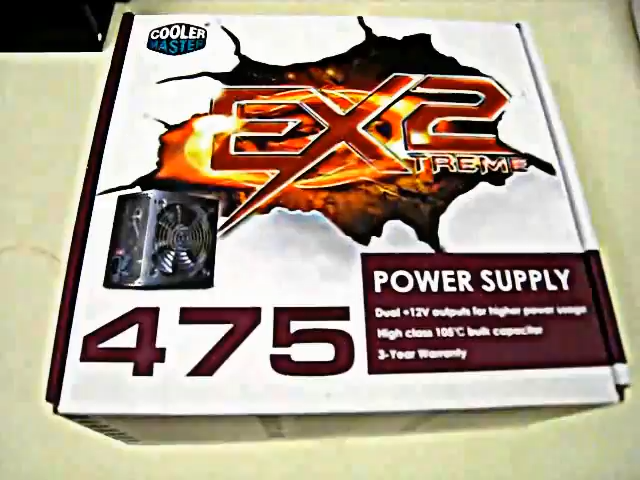 COOLER
MASTER
EX2
TREME
POWER SUPPLY
Dual +12V outputs for higher power usage
High class 105°C bulk capacitor
3-Year Warranty
475